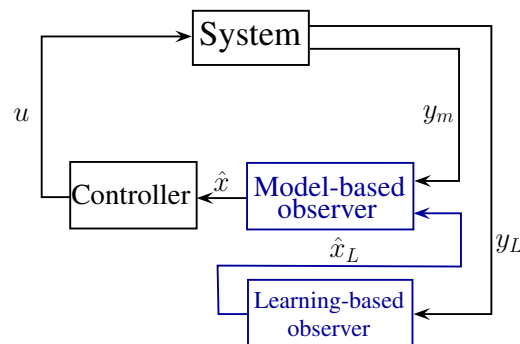 System
u
y_m
Controller
x̂
Model-based
observer
x̂_L
y_L
Learning-based
observer